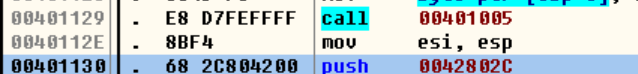 00401129 . E8 D7FEFFFF call 00401005
0040112E . 8BF4 mov esi, esp
00401130 . 68 2C804200 push 0042802C